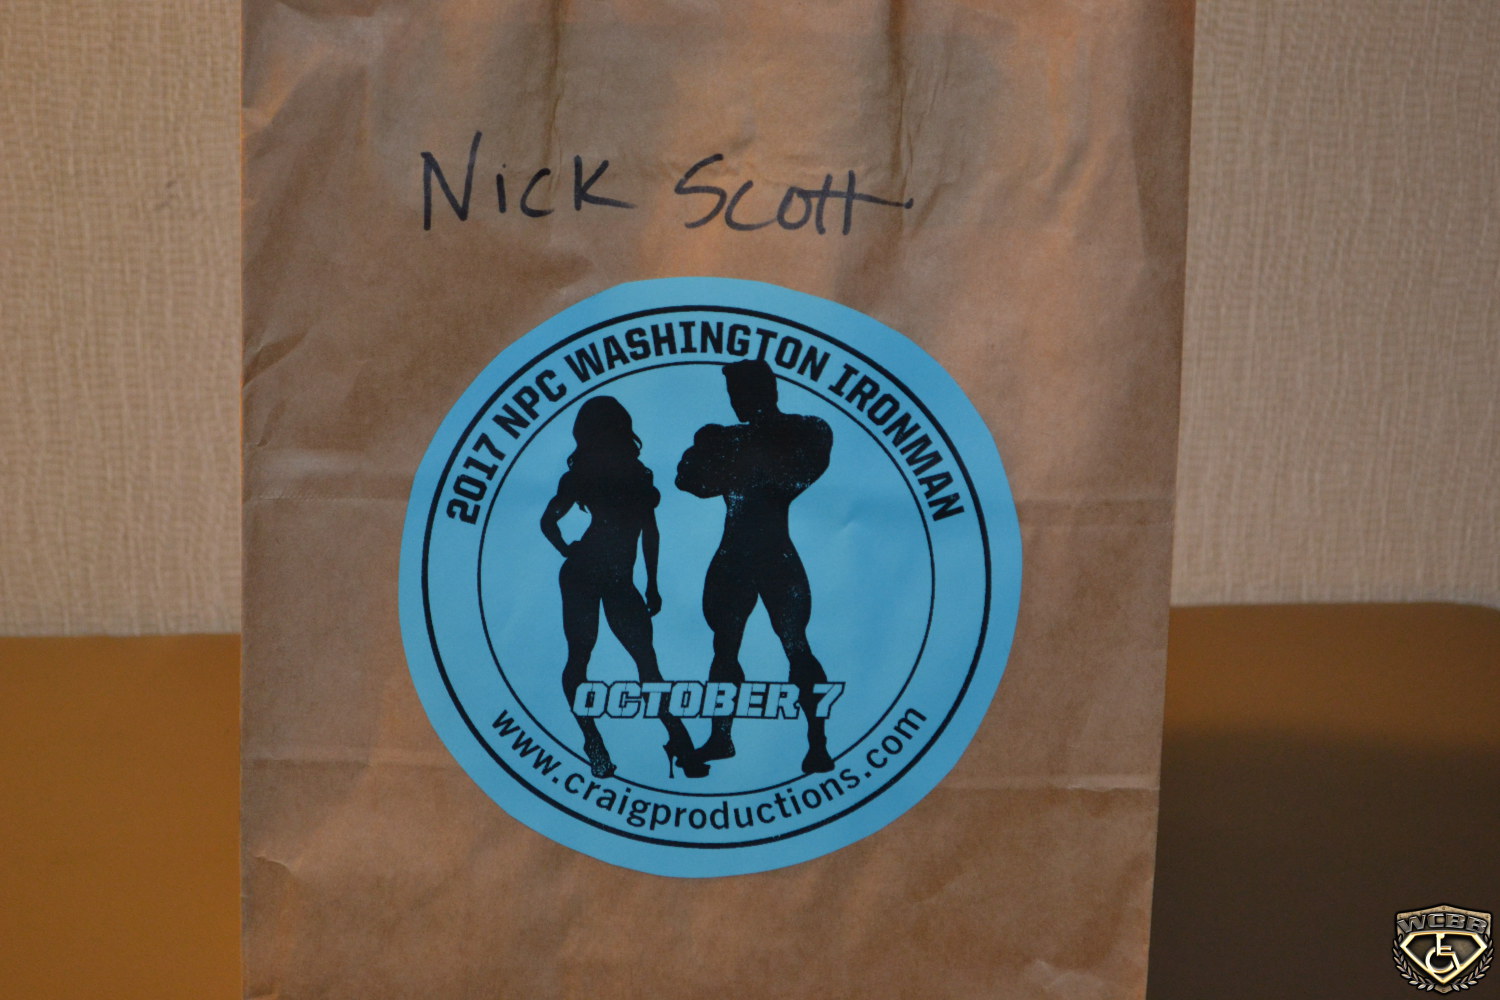 Nick Scott
2017 NPC WASHINGTON IRONMAN
OCTOBER 7
www.craigproductions.com
WCBB